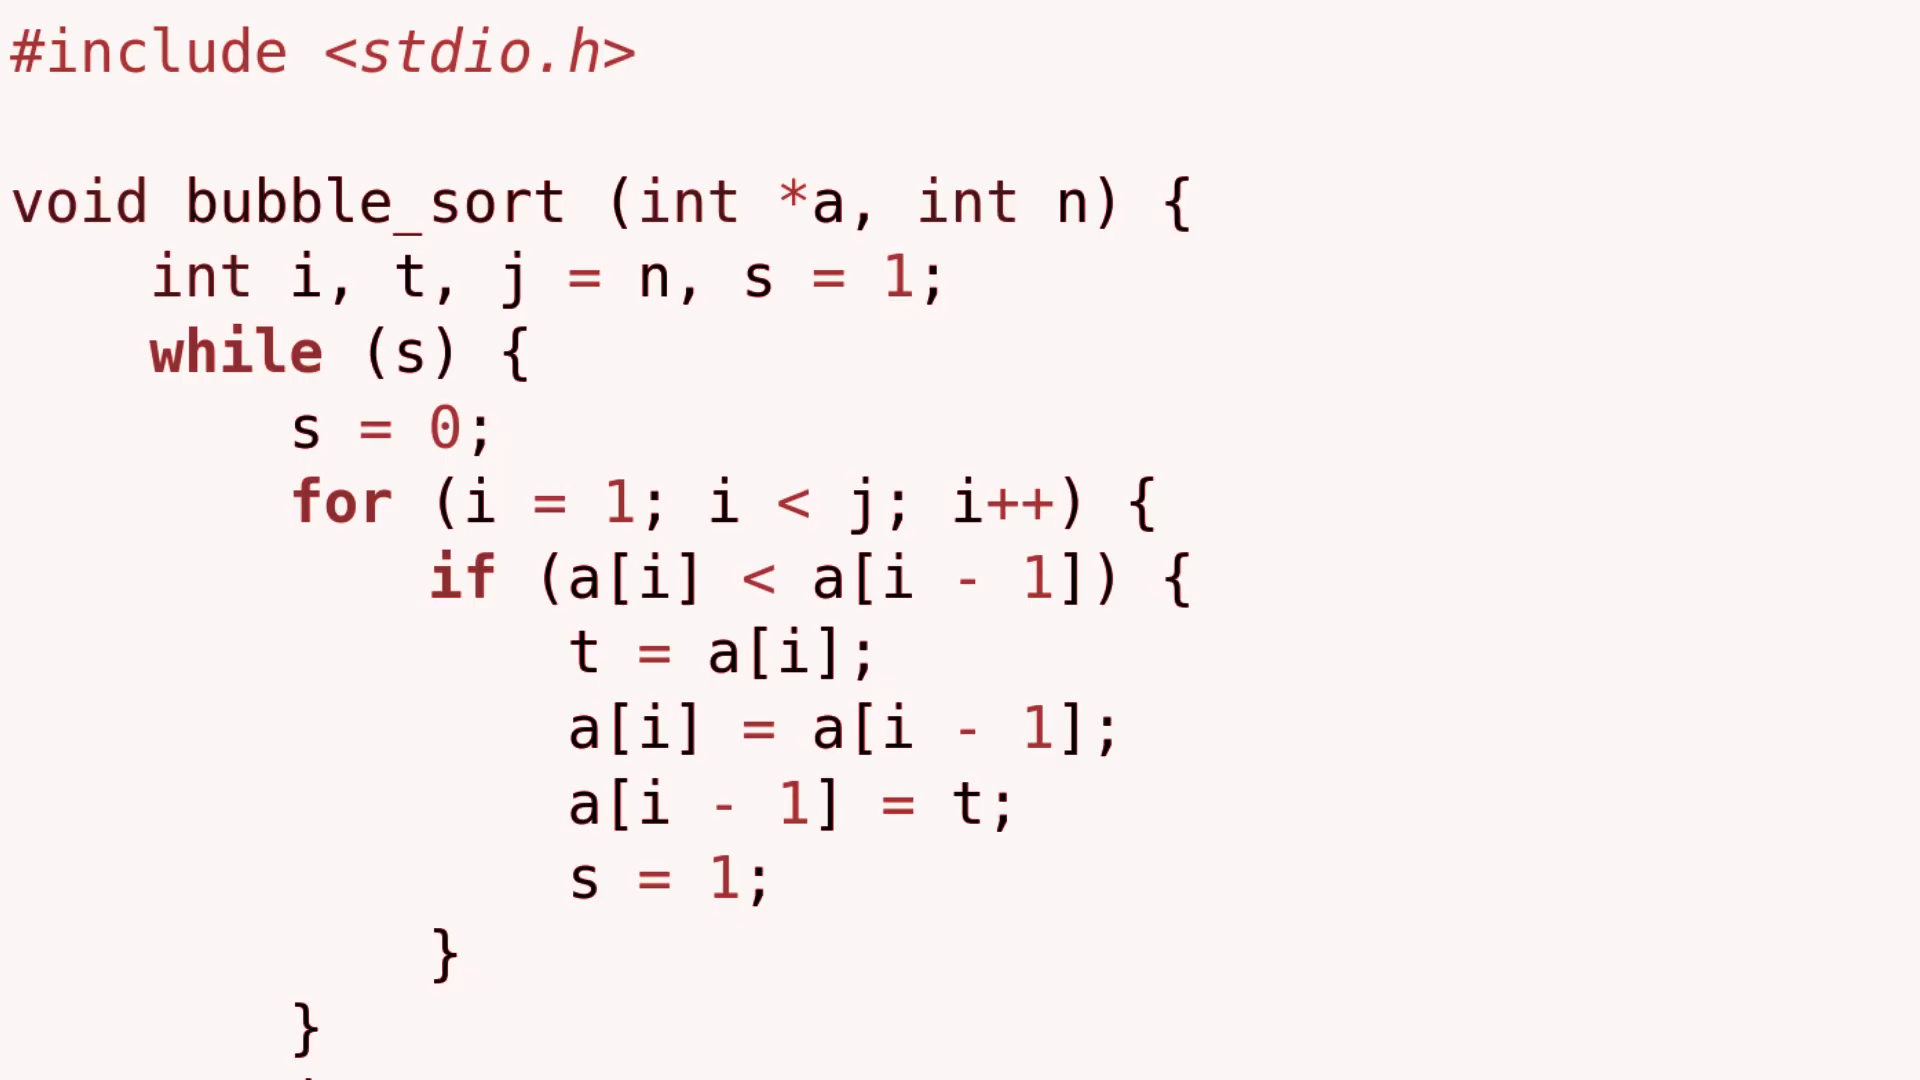 #include <stdio.h>

void bubble_sort (int *a, int n) {
    int i, t, j = n, s = 1;
    while (s) {
        s = 0;
        for (i = 1; i < j; i++) {
            if (a[i] < a[i - 1]) {
                t = a[i];
                a[i] = a[i - 1];
                a[i - 1] = t;
                s = 1;
            }
        }